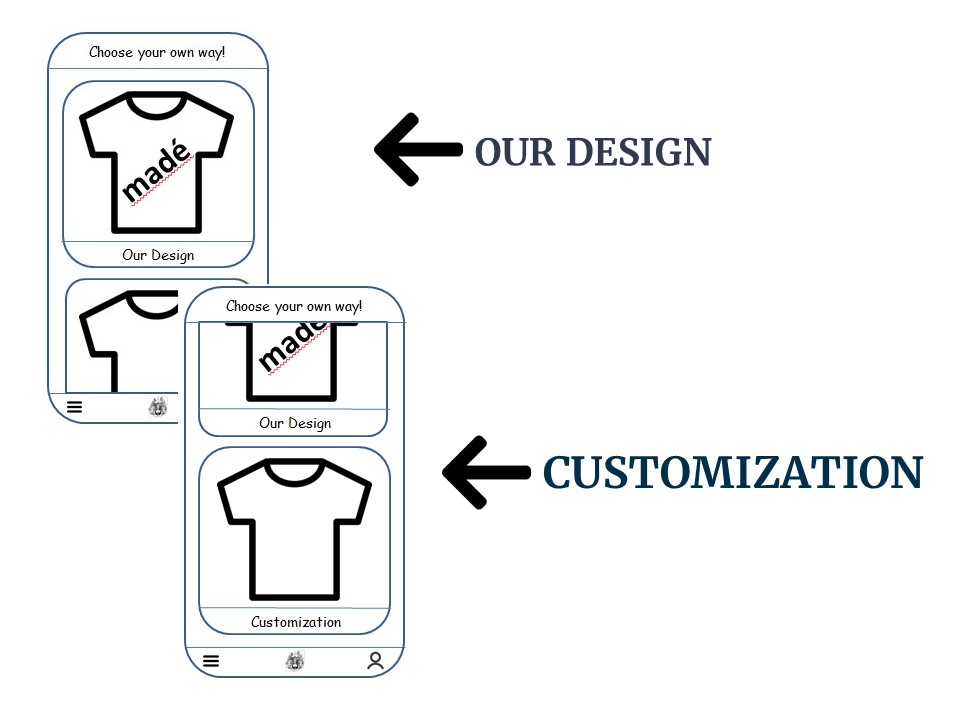 Choose your own way!
madé
Our Design
OUR DESIGN
Choose your own way!
madé
Our Design
Customization
CUSTOMIZATION